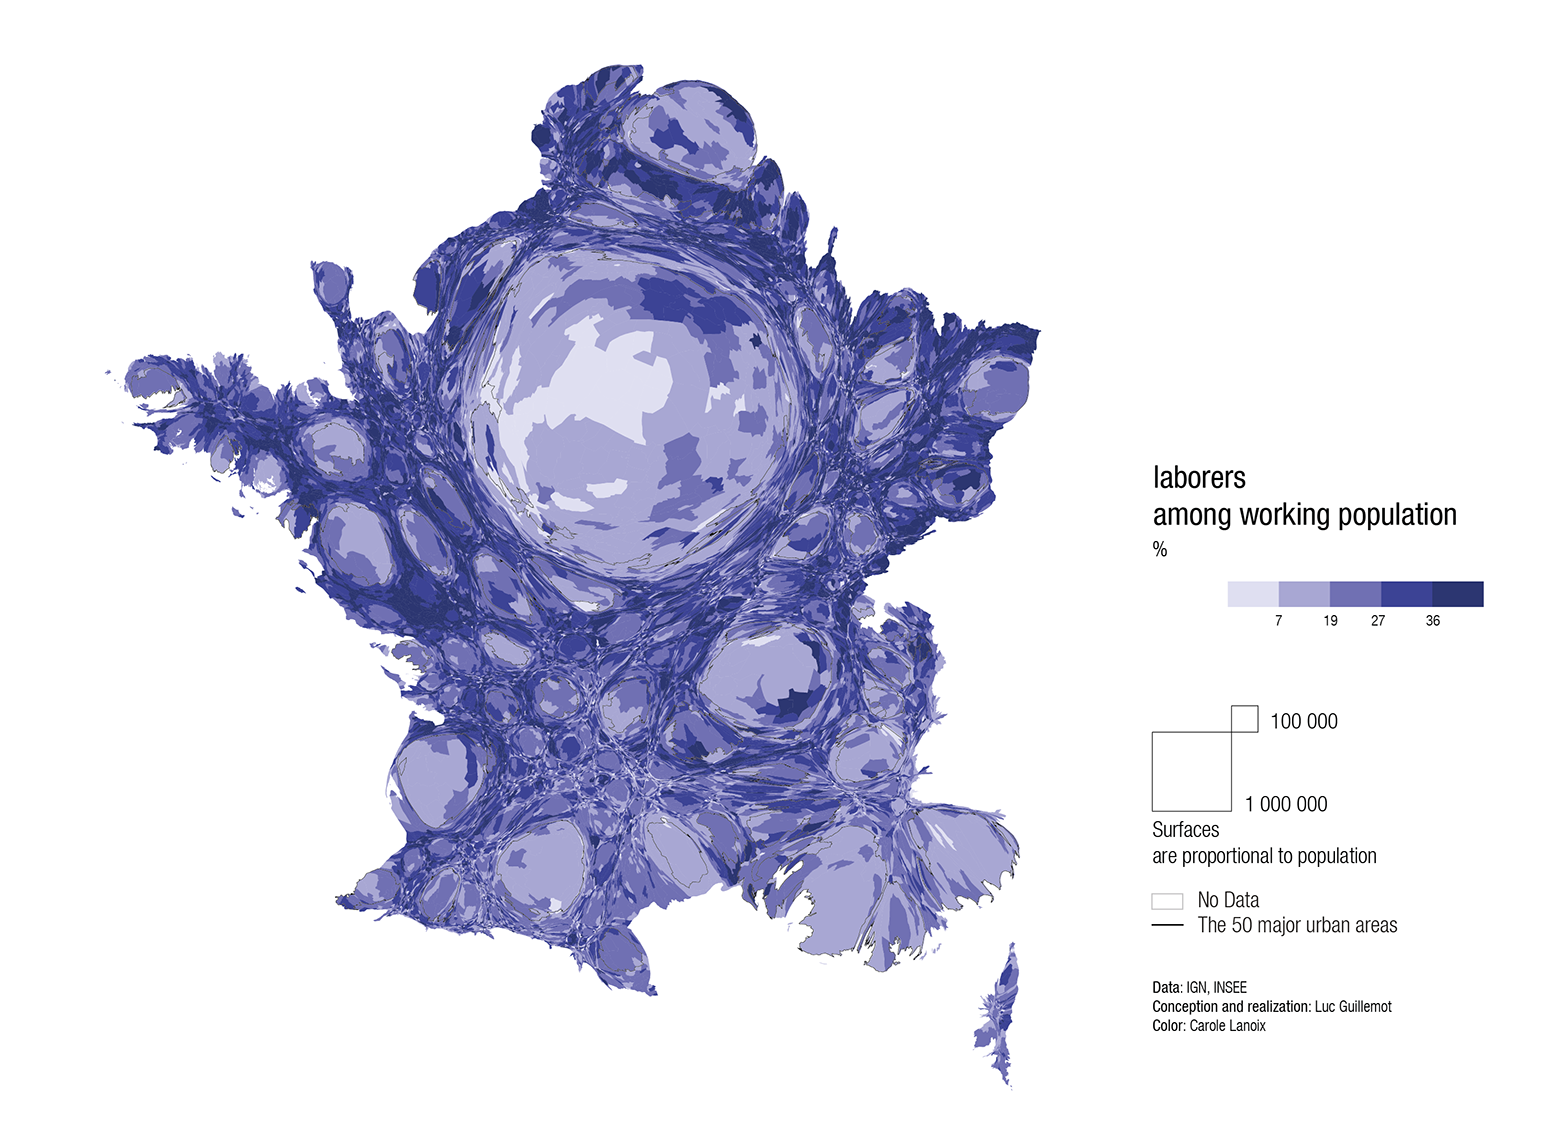 laborers
among working population
%
7 19 27 36
100 000
1 000 000
Surfaces
are proportional to population
No Data
The 50 major urban areas
Data: IGN, INSEE
Conception and realization: Luc Guillemot
Color: Carole Lanoix